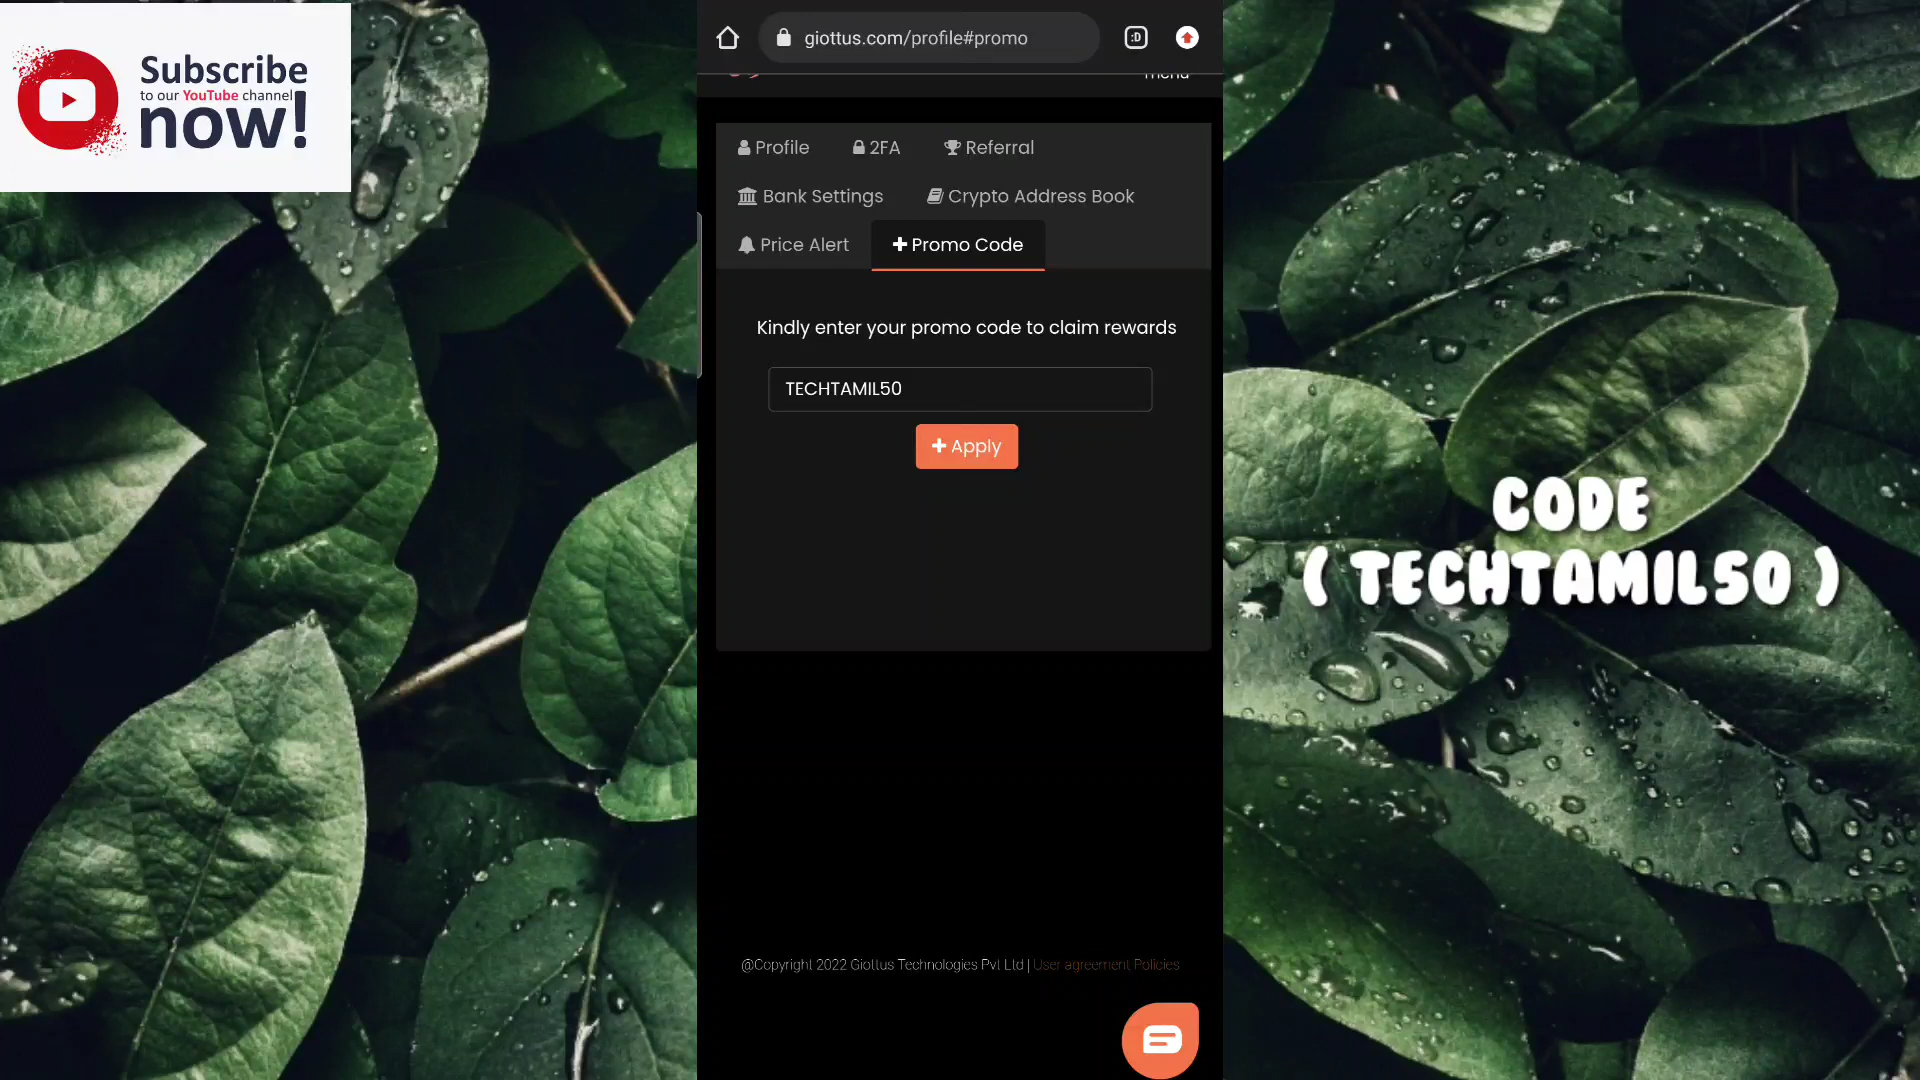 Subscribe
to our YouTube channel
now!
giottus.com/profile#promo
:D
menu
Profile
2FA
Referral
Bank Settings
Crypto Address Book
Price Alert
Promo Code
Kindly enter your promo code to claim rewards
TECHTAMIL50
Apply
CODE
( TECHTAMIL50 )
@Copyright 2022 Giottus Technologies Pvt Ltd | User agreement Policies